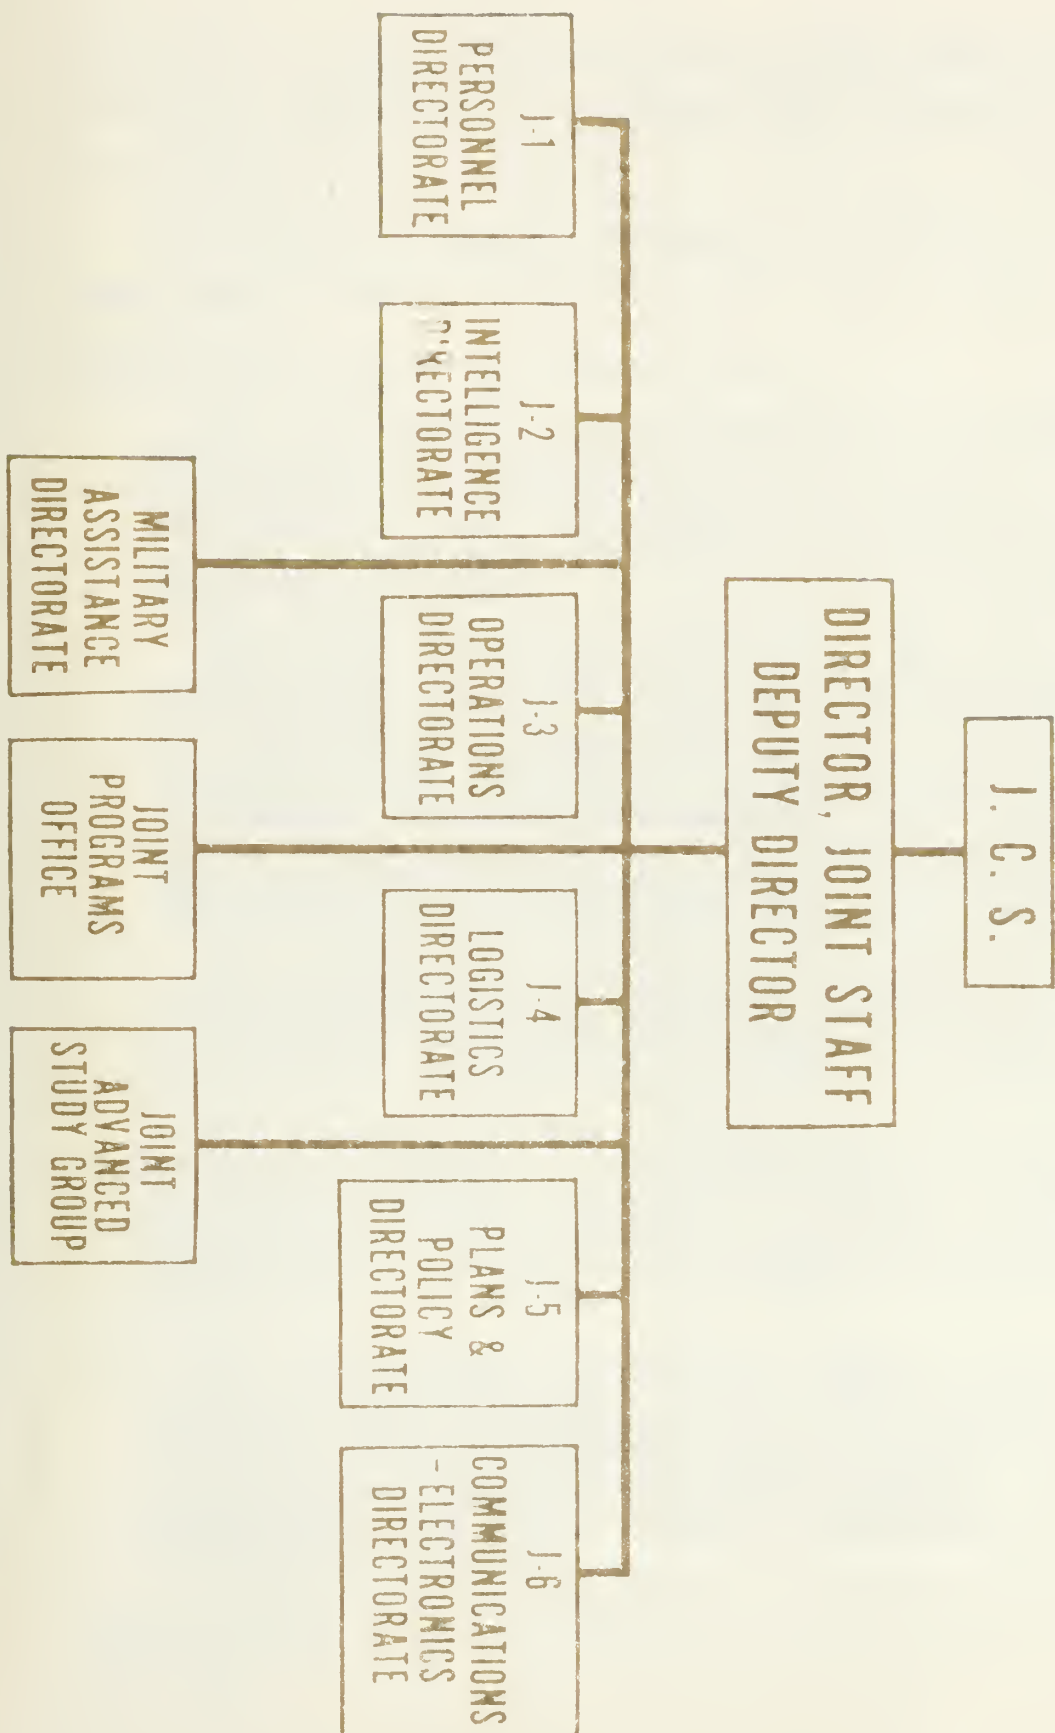 J. C. S.
DIRECTOR, JOINT STAFF
DEPUTY DIRECTOR
J-1
PERSONNEL
DIRECTORATE
J-2
INTELLIGENCE
DIRECTORATE
J-3
OPERATIONS
DIRECTORATE
J-4
LOGISTICS
DIRECTORATE
J-5
PLANS &
POLICY
DIRECTORATE
J-6
COMMUNICATIONS
-ELECTRONICS
DIRECTORATE
MILITARY
ASSISTANCE
DIRECTORATE
JOINT
PROGRAMS
OFFICE
JOINT
ADVANCED
STUDY GROUP